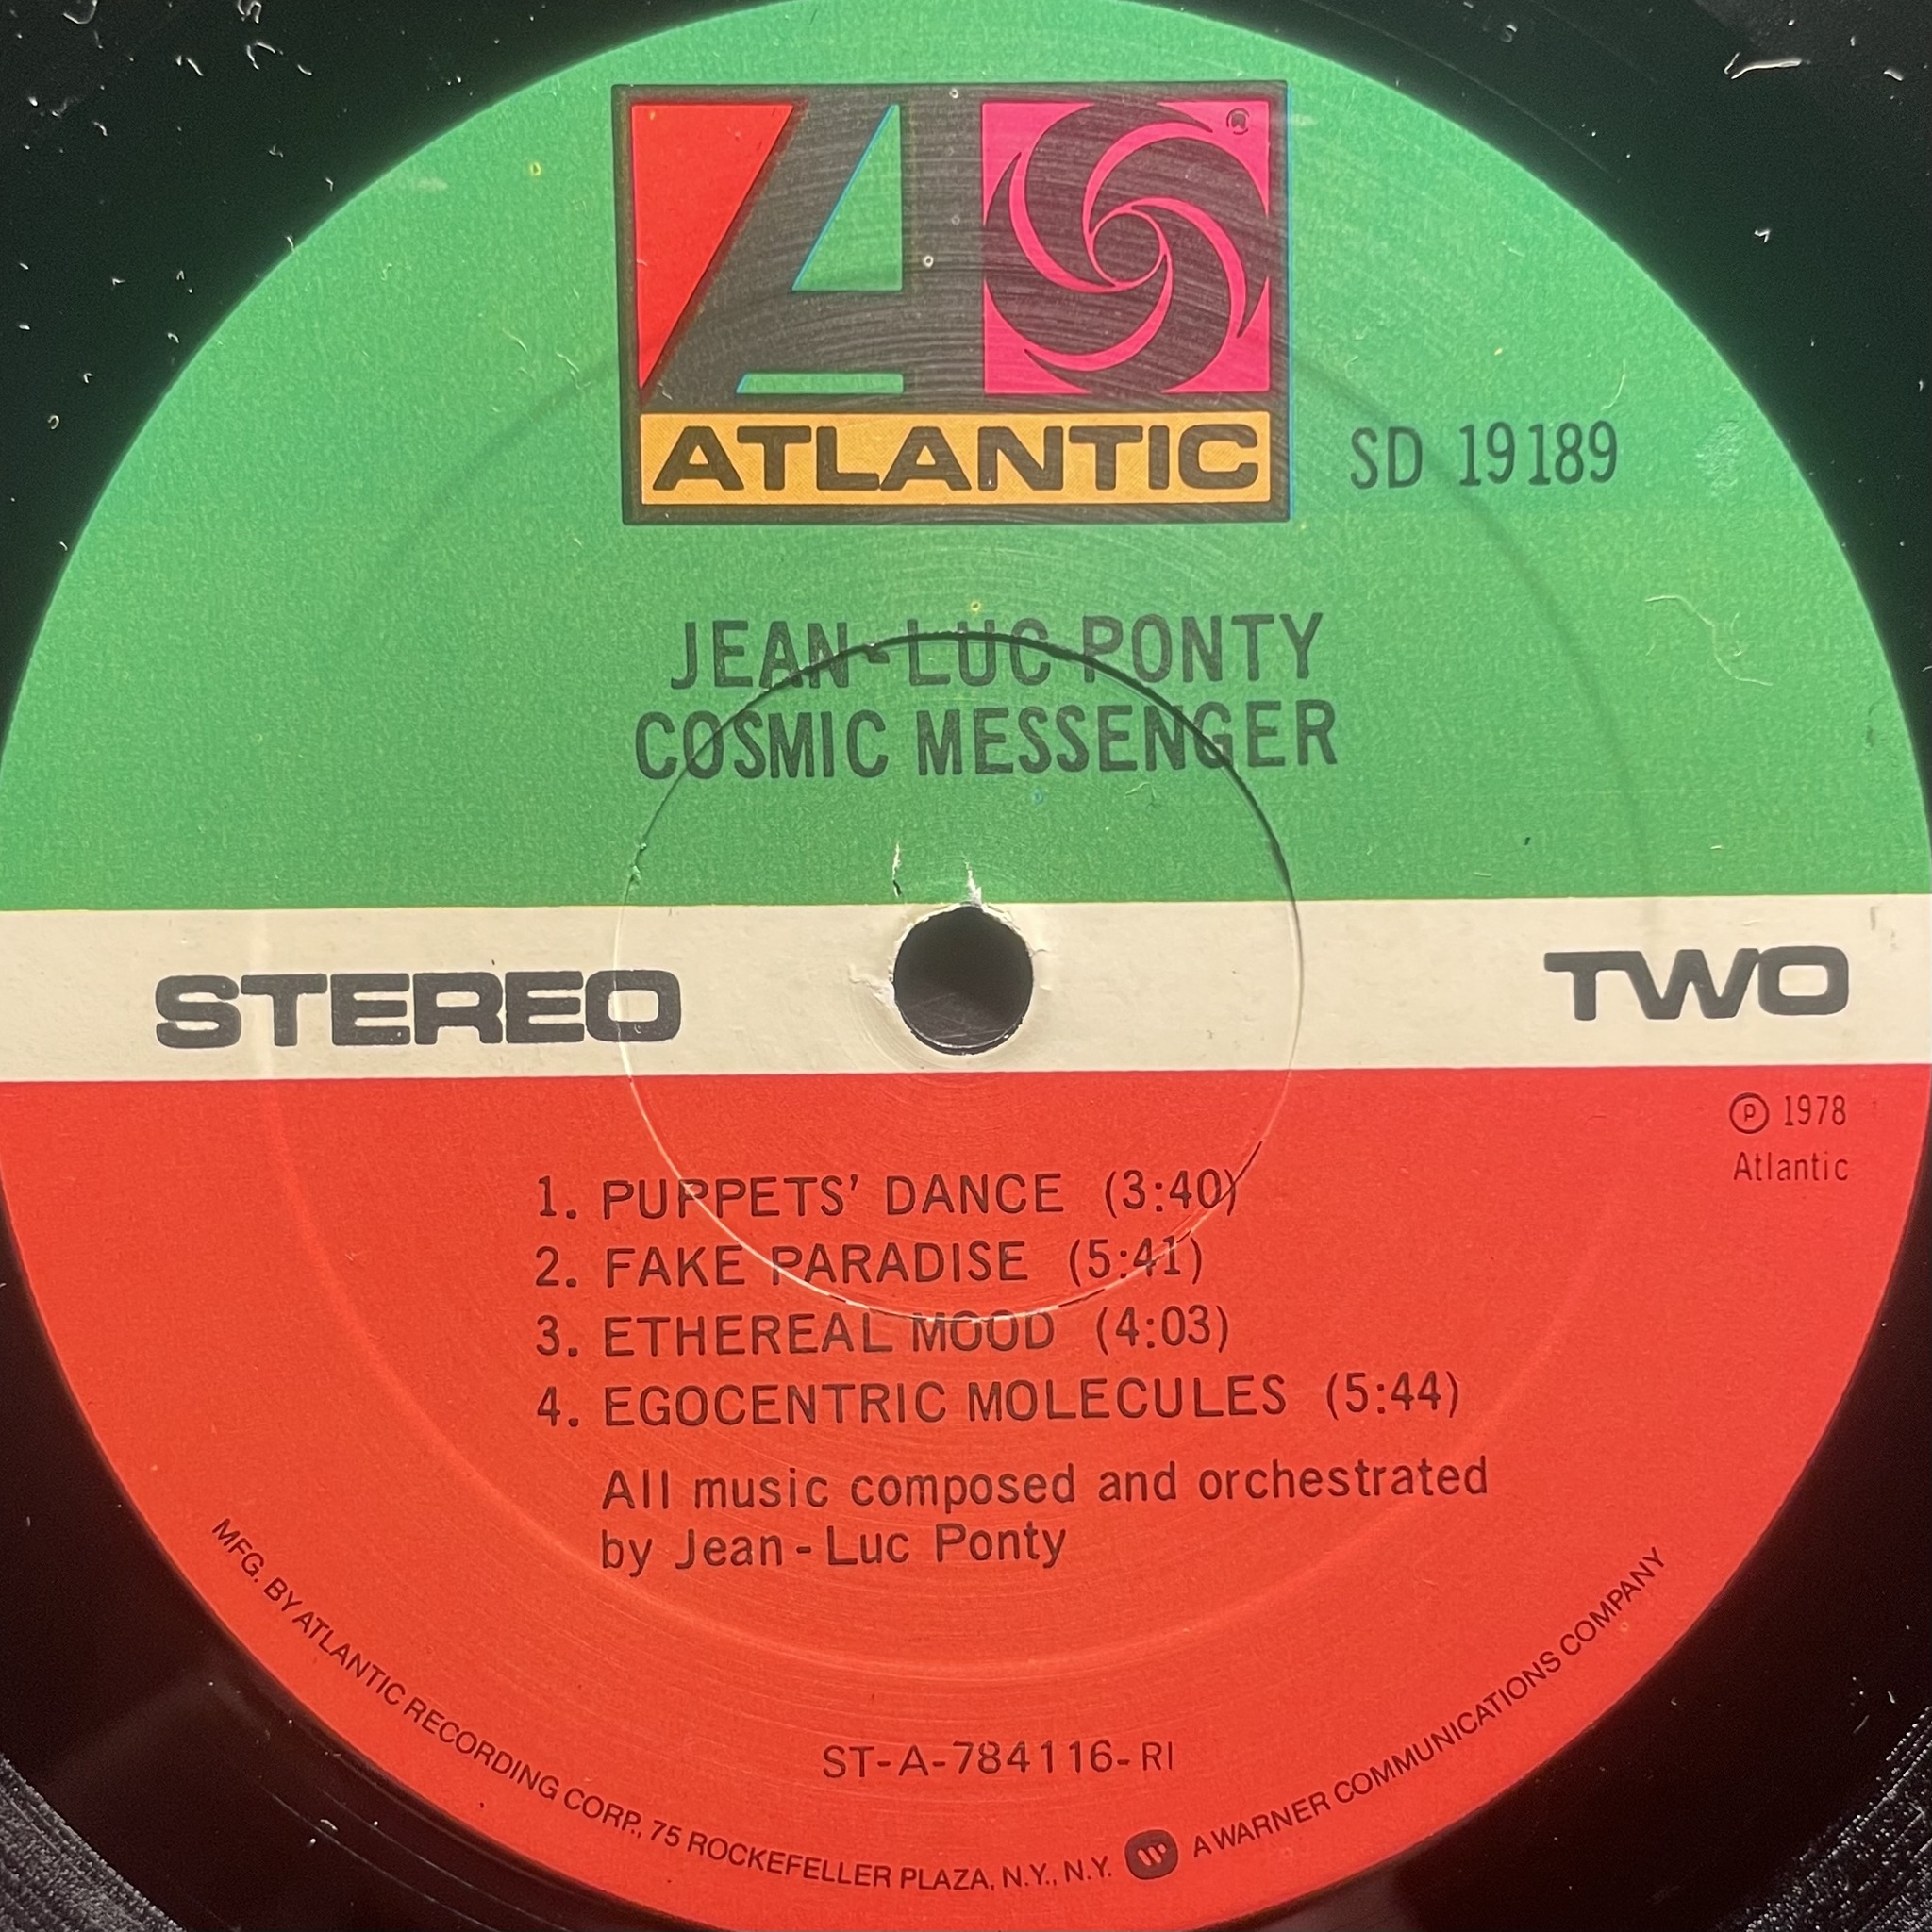 ATLANTIC
®
SD 19189
JEAN-LUC PONTY
COSMIC MESSENGER
STEREO
TWO
℗ 1978
Atlantic
1. PUPPETS' DANCE (3:40)
2. FAKE PARADISE (5:41)
3. ETHEREAL MOOD (4:03)
4. EGOCENTRIC MOLECULES (5:44)
All music composed and orchestrated
by Jean-Luc Ponty
ST-A-784116-RI
MFG. BY ATLANTIC RECORDING CORP., 75 ROCKEFELLER PLAZA, N.Y., N.Y. A WARNER COMMUNICATIONS COMPANY